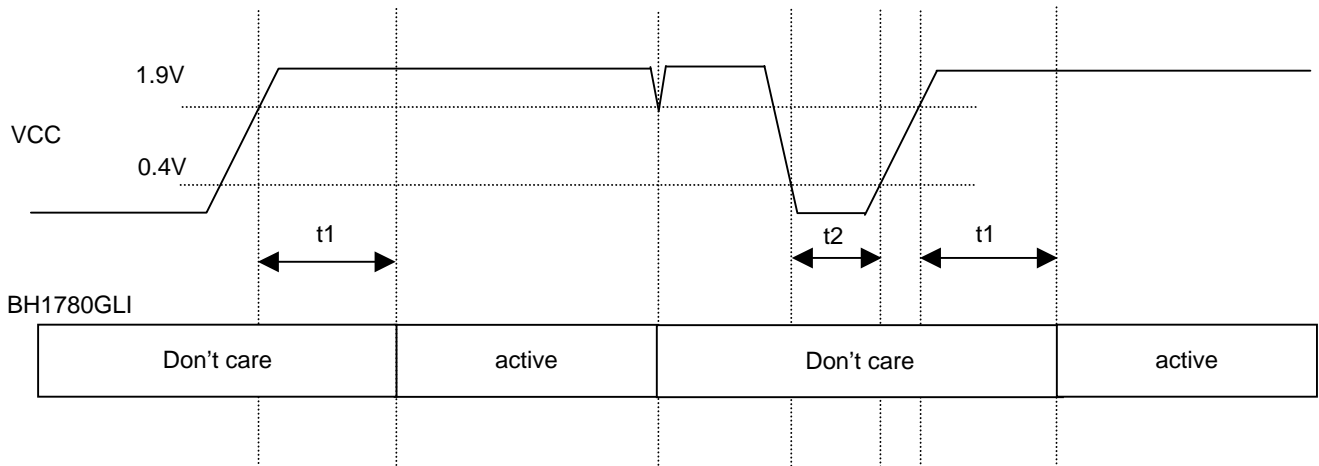 1.9V
VCC
0.4V
t1
t2
t1
BH1780GLI
Don't care
active
Don't care
active